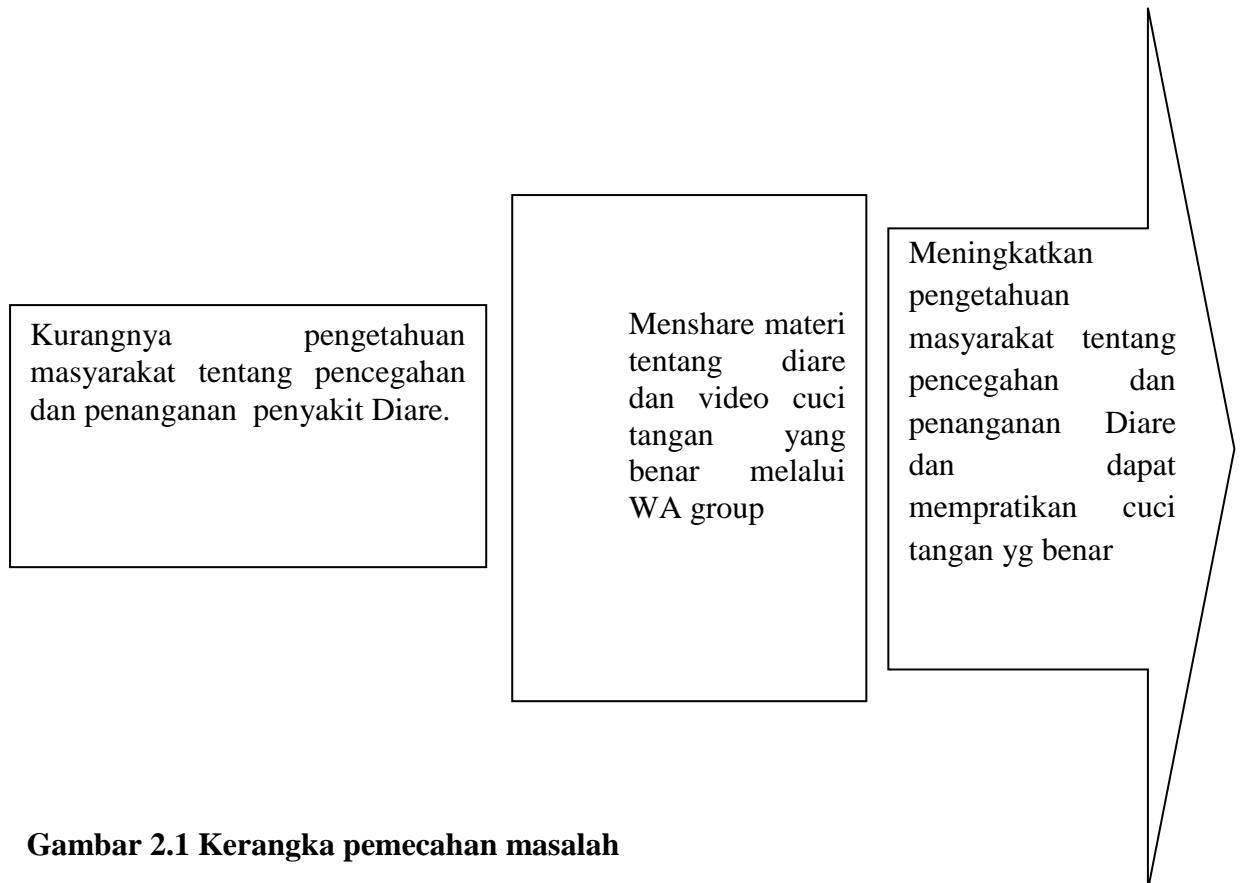 Kurangnya pengetahuan
masyarakat tentang pencegahan
dan penanganan penyakit Diare.
Menshare materi
tentang diare
dan video cuci
tangan yang
benar melalui
WA group
Meningkatkan
pengetahuan
masyarakat tentang
pencegahan dan
penanganan Diare
dan dapat
mempratikan cuci
tangan yg benar
Gambar 2.1 Kerangka pemecahan masalah